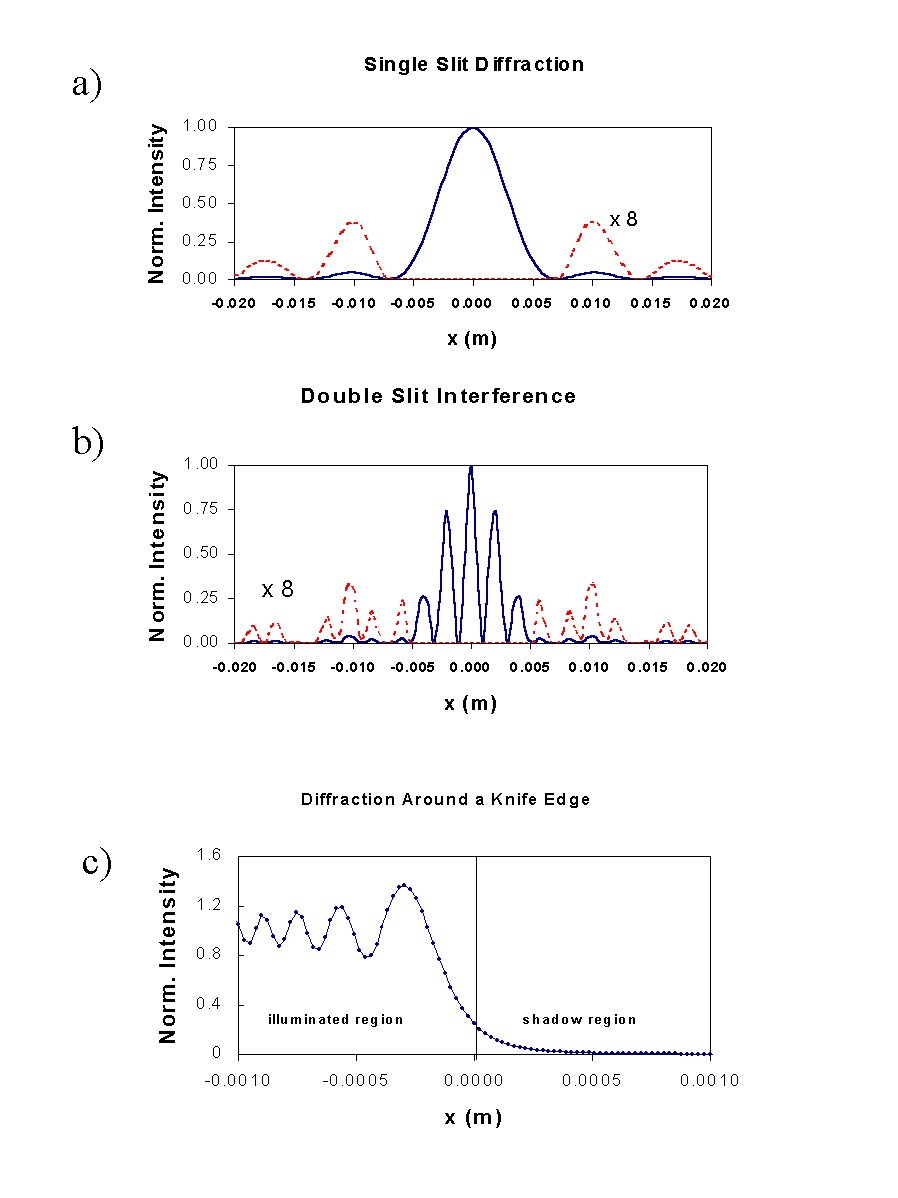 Single Slit Diffraction
a)
Norm. Intensity
1.00
0.75
0.50
x 8
0.25
0.00
-0.020 -0.015 -0.010 -0.005 0.000 0.005 0.010 0.015 0.020
x (m)
Double Slit Interference
b)
Norm. Intensity
1.00
0.75
0.50
x 8
0.25
0.00
-0.020 -0.015 -0.010 -0.005 0.000 0.005 0.010 0.015 0.020
x (m)
Diffraction Around a Knife Edge
c)
Norm. Intensity
1.6
1.2
0.8
0.4
illuminated region shadow region
0
-0.0010 -0.0005 0.0000 0.0005 0.0010
x (m)